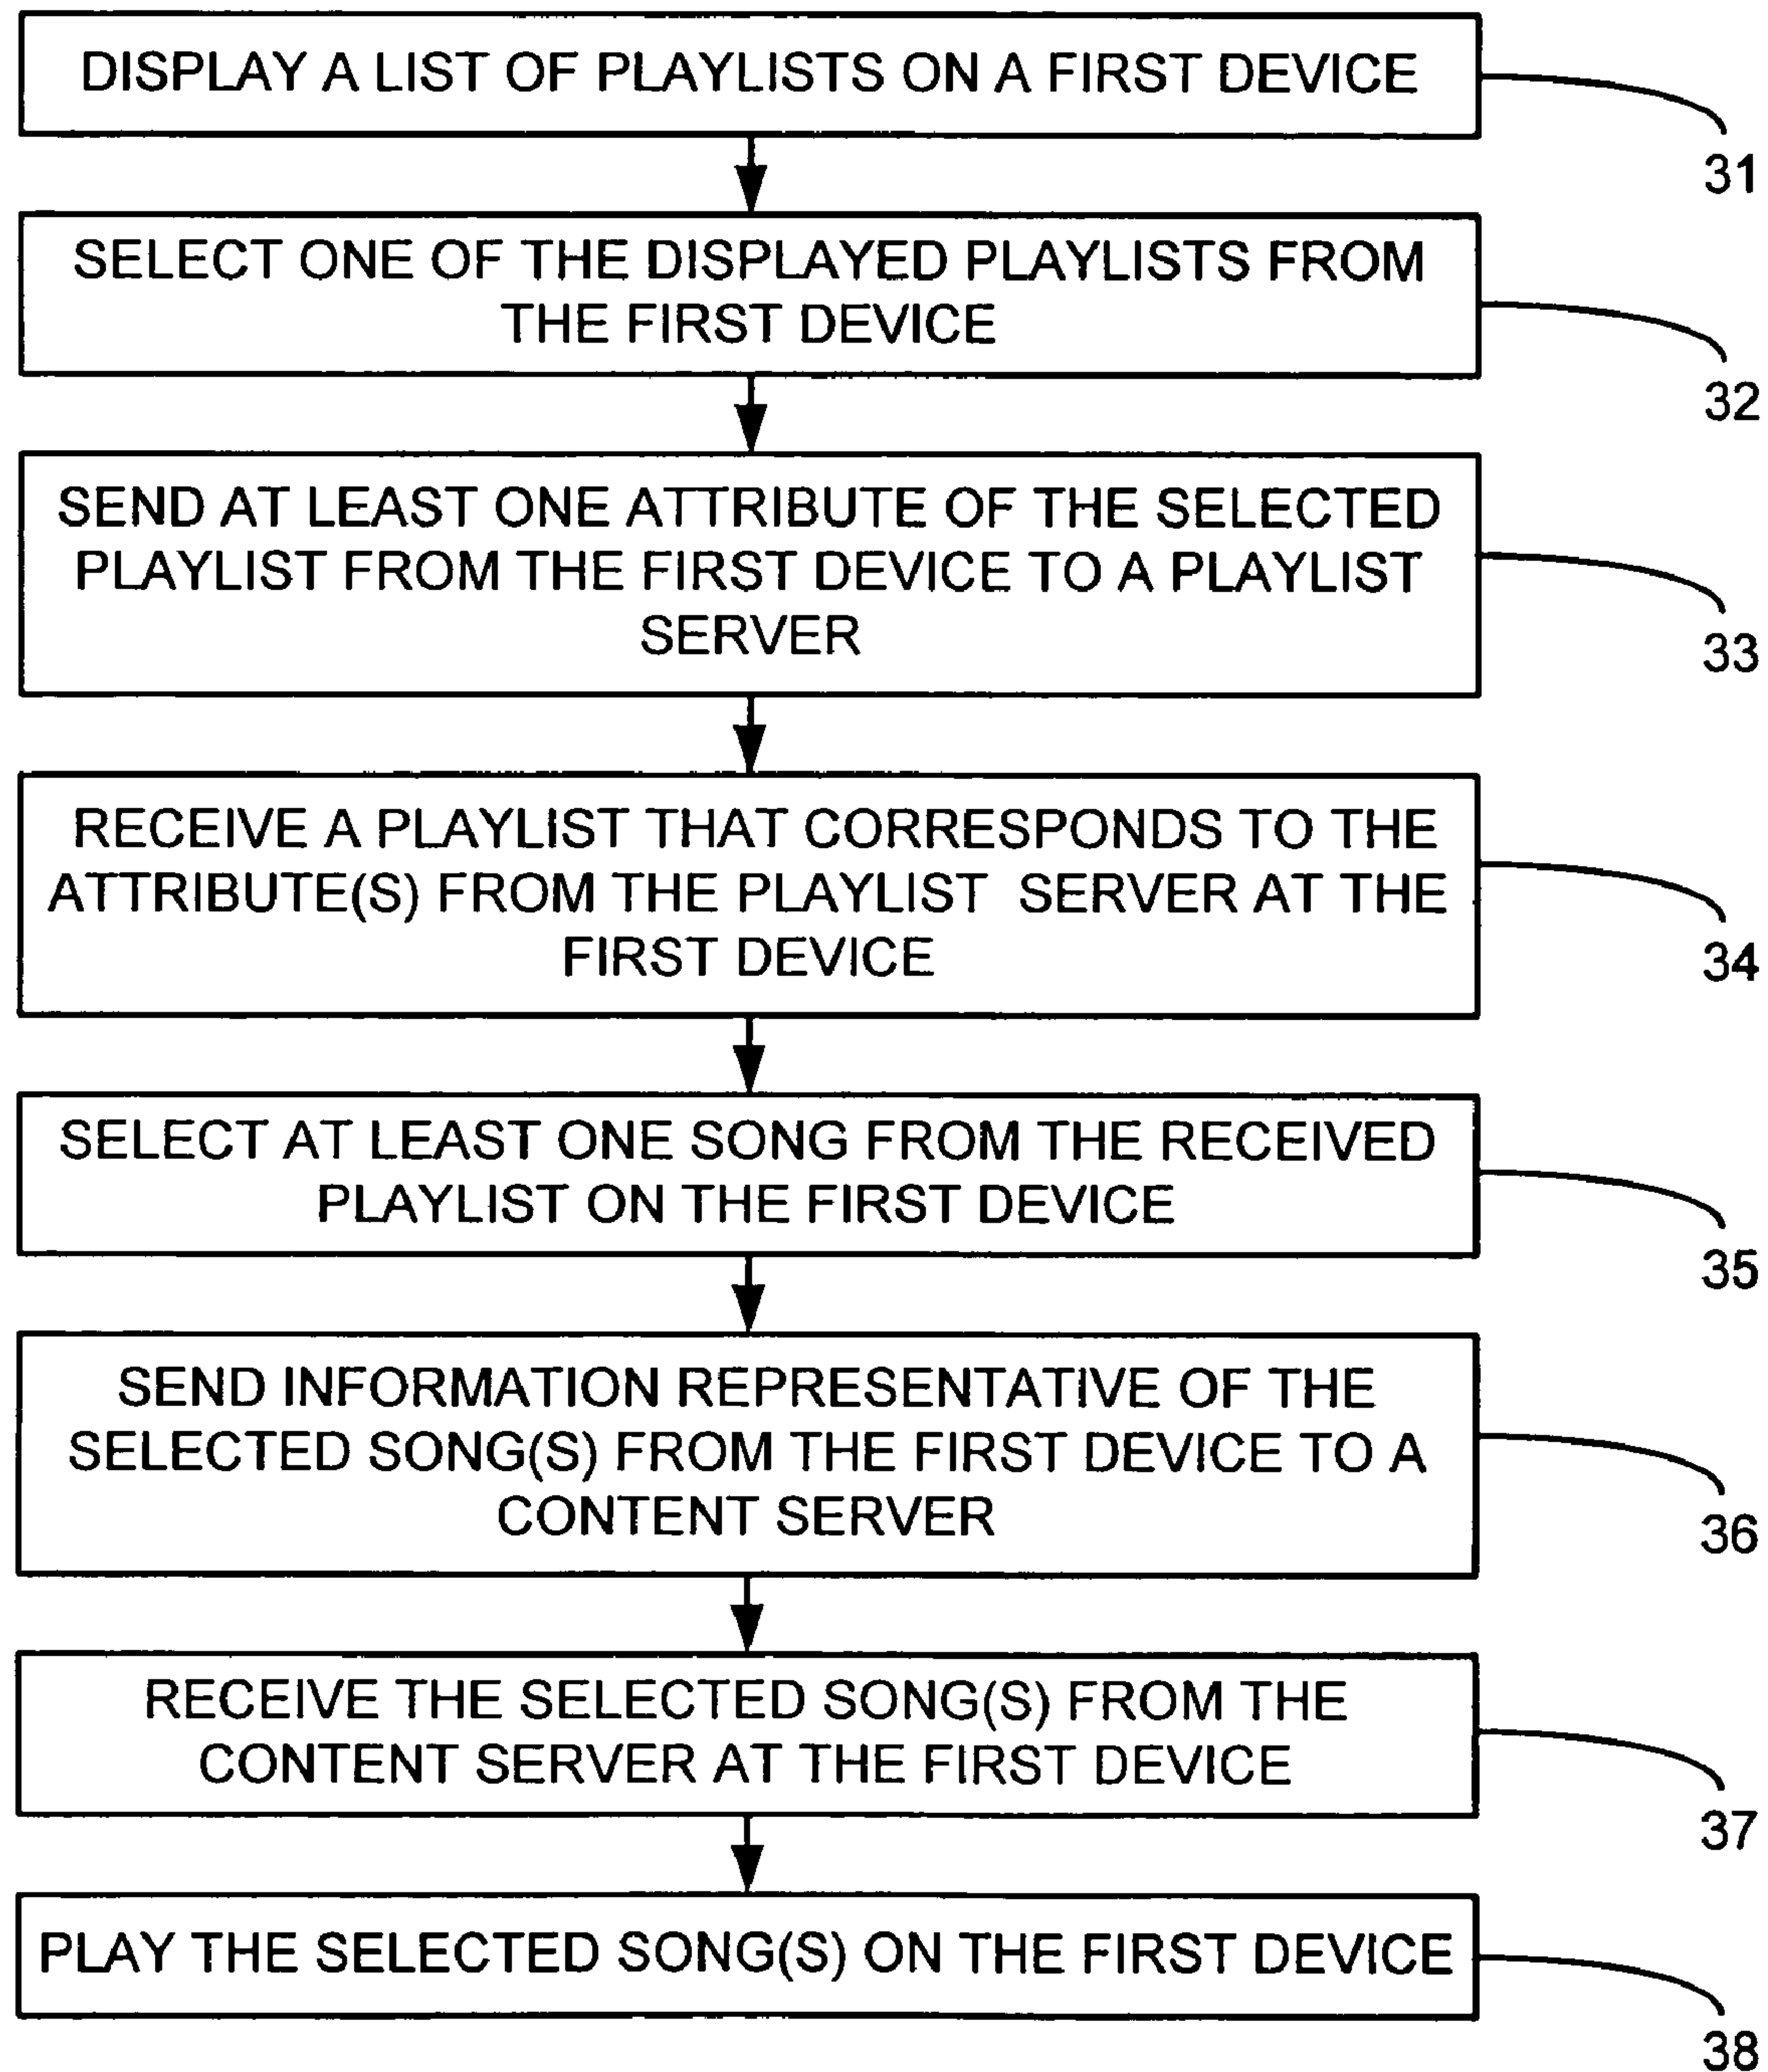 DISPLAY A LIST OF PLAYLISTS ON A FIRST DEVICE
31
SELECT ONE OF THE DISPLAYED PLAYLISTS FROM
THE FIRST DEVICE
32
SEND AT LEAST ONE ATTRIBUTE OF THE SELECTED
PLAYLIST FROM THE FIRST DEVICE TO A PLAYLIST
SERVER
33
RECEIVE A PLAYLIST THAT CORRESPONDS TO THE
ATTRIBUTE(S) FROM THE PLAYLIST SERVER AT THE
FIRST DEVICE
34
SELECT AT LEAST ONE SONG FROM THE RECEIVED
PLAYLIST ON THE FIRST DEVICE
35
SEND INFORMATION REPRESENTATIVE OF THE
SELECTED SONG(S) FROM THE FIRST DEVICE TO A
CONTENT SERVER
36
RECEIVE THE SELECTED SONG(S) FROM THE
CONTENT SERVER AT THE FIRST DEVICE
37
PLAY THE SELECTED SONG(S) ON THE FIRST DEVICE
38